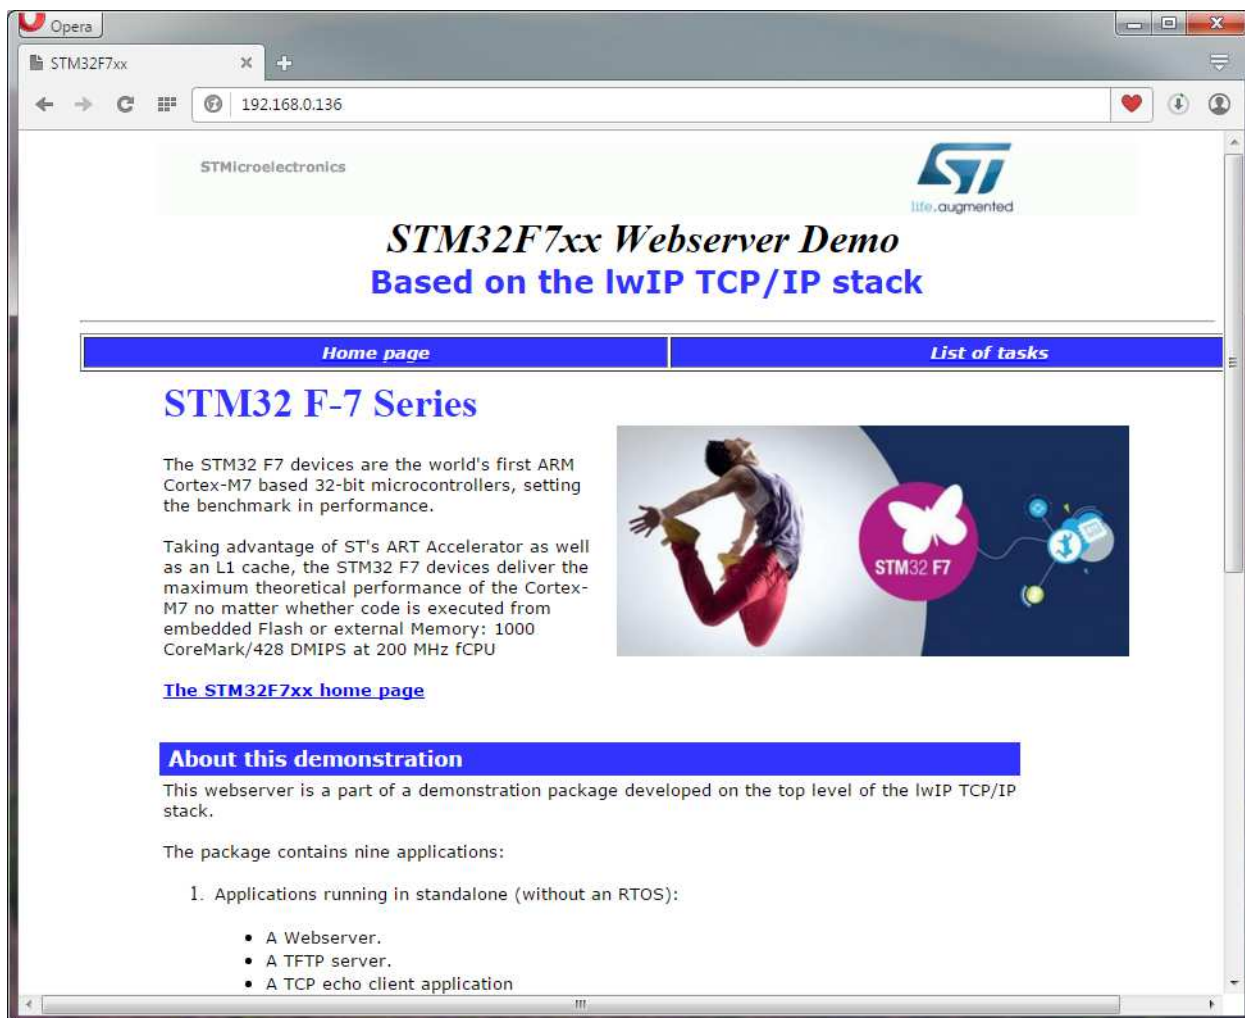 Opera
STM32F7xx
192.168.0.136
STMicroelectronics
life.augmented
STM32F7xx Webserver Demo
Based on the lwIP TCP/IP stack
Home page
List of tasks
STM32 F-7 Series
The STM32 F7 devices are the world's first ARM
Cortex-M7 based 32-bit microcontrollers, setting
the benchmark in performance.
Taking advantage of ST's ART Accelerator as well
as an L1 cache, the STM32 F7 devices deliver the
maximum theoretical performance of the Cortex-
M7 no matter whether code is executed from
embedded Flash or external Memory: 1000
CoreMark/428 DMIPS at 200 MHz fCPU
STM32 F7
The STM32F7xx home page
About this demonstration
This webserver is a part of a demonstration package developed on the top level of the lwIP TCP/IP
stack.
The package contains nine applications:
1. Applications running in standalone (without an RTOS):
• A Webserver.
• A TFTP server.
• A TCP echo client application